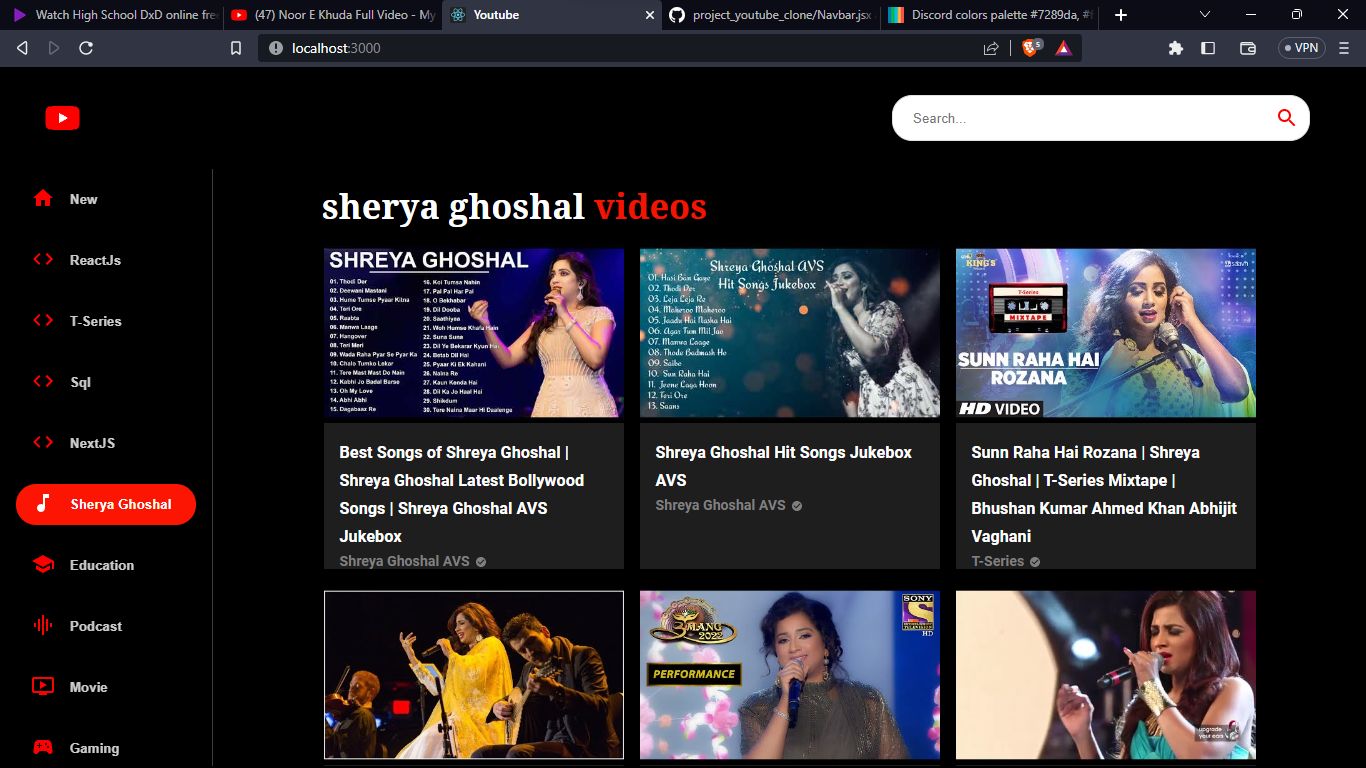 Watch High School DxD online fre
(47) Noor E Khuda Full Video - My
Youtube
project_youtube_clone/Navbar.jsx
Discord colors palette #7289da, #
localhost:3000
VPN
Search...
New
ReactJs
T-Series
Sql
NextJS
Sherya Ghoshal
Education
Podcast
Movie
Gaming
sherya ghoshal videos
SHREYA GHOSHAL
01. Thodi Der
02. Deewani Mastani
03. Hume Tumse Pyaar Kitna
04. Teri Ore
05. Raabta
06. Manwa Laage
07. Hangover
08. Teri Meri
09. Wada Raha Pyar Se Pyar Ka
10. Chalo Tumko Lekar
11. Tere Mast Mast Do Nain
12. Kabhi Jo Badal Barse
13. Oh My Love
14. Abhi Abhi
15. Dagabaaz Re
16. Koi Tumsa Nahin
17. Pal Pal Har Pal
18. O Bekhabar
19. Dil Dooba
20. Saathiyaa
21. Woh Humse Khafa Hain
22. Suna Suna
23. Dil Ye Bekarar Kyun Hai
24. Betab Dil Hai
25. Pyaar Ki Ek Kahani
26. Naina Re
27. Kaun Kenda Hai
28. Dil Ka Jo Haal Hai
29. Shikdum
30. Tere Naina Maar Hi Daalenge
Shreya Ghoshal AVS
Hit Songs Jukebox
01. Hasi Ban Gaye
02. Thodi Der
03. Leja Leja Re
04. Maheroo Maheroo
05. Jaadu Hai Nasha Hai
06. Agar Tum Mil Jao
07. Manwa Laage
08. Thode Badmash Ho
09. Saibo
10. Sun Raha Hai
11. Jeene Laga Hoon
12. Teri Ore
13. Saans
KING'S
saavn
T-Series
MIXTAPE
SUNN RAHA HAI
ROZANA
HD VIDEO
Best Songs of Shreya Ghoshal |
Shreya Ghoshal Latest Bollywood
Songs | Shreya Ghoshal AVS
Jukebox
Shreya Ghoshal AVS
Shreya Ghoshal Hit Songs Jukebox
AVS
Shreya Ghoshal AVS
Sunn Raha Hai Rozana | Shreya
Ghoshal | T-Series Mixtape |
Bhushan Kumar Ahmed Khan Abhijit
Vaghani
T-Series
उMANG
2022
PERFORMANCE
SONY
HD
upgrade
your ears